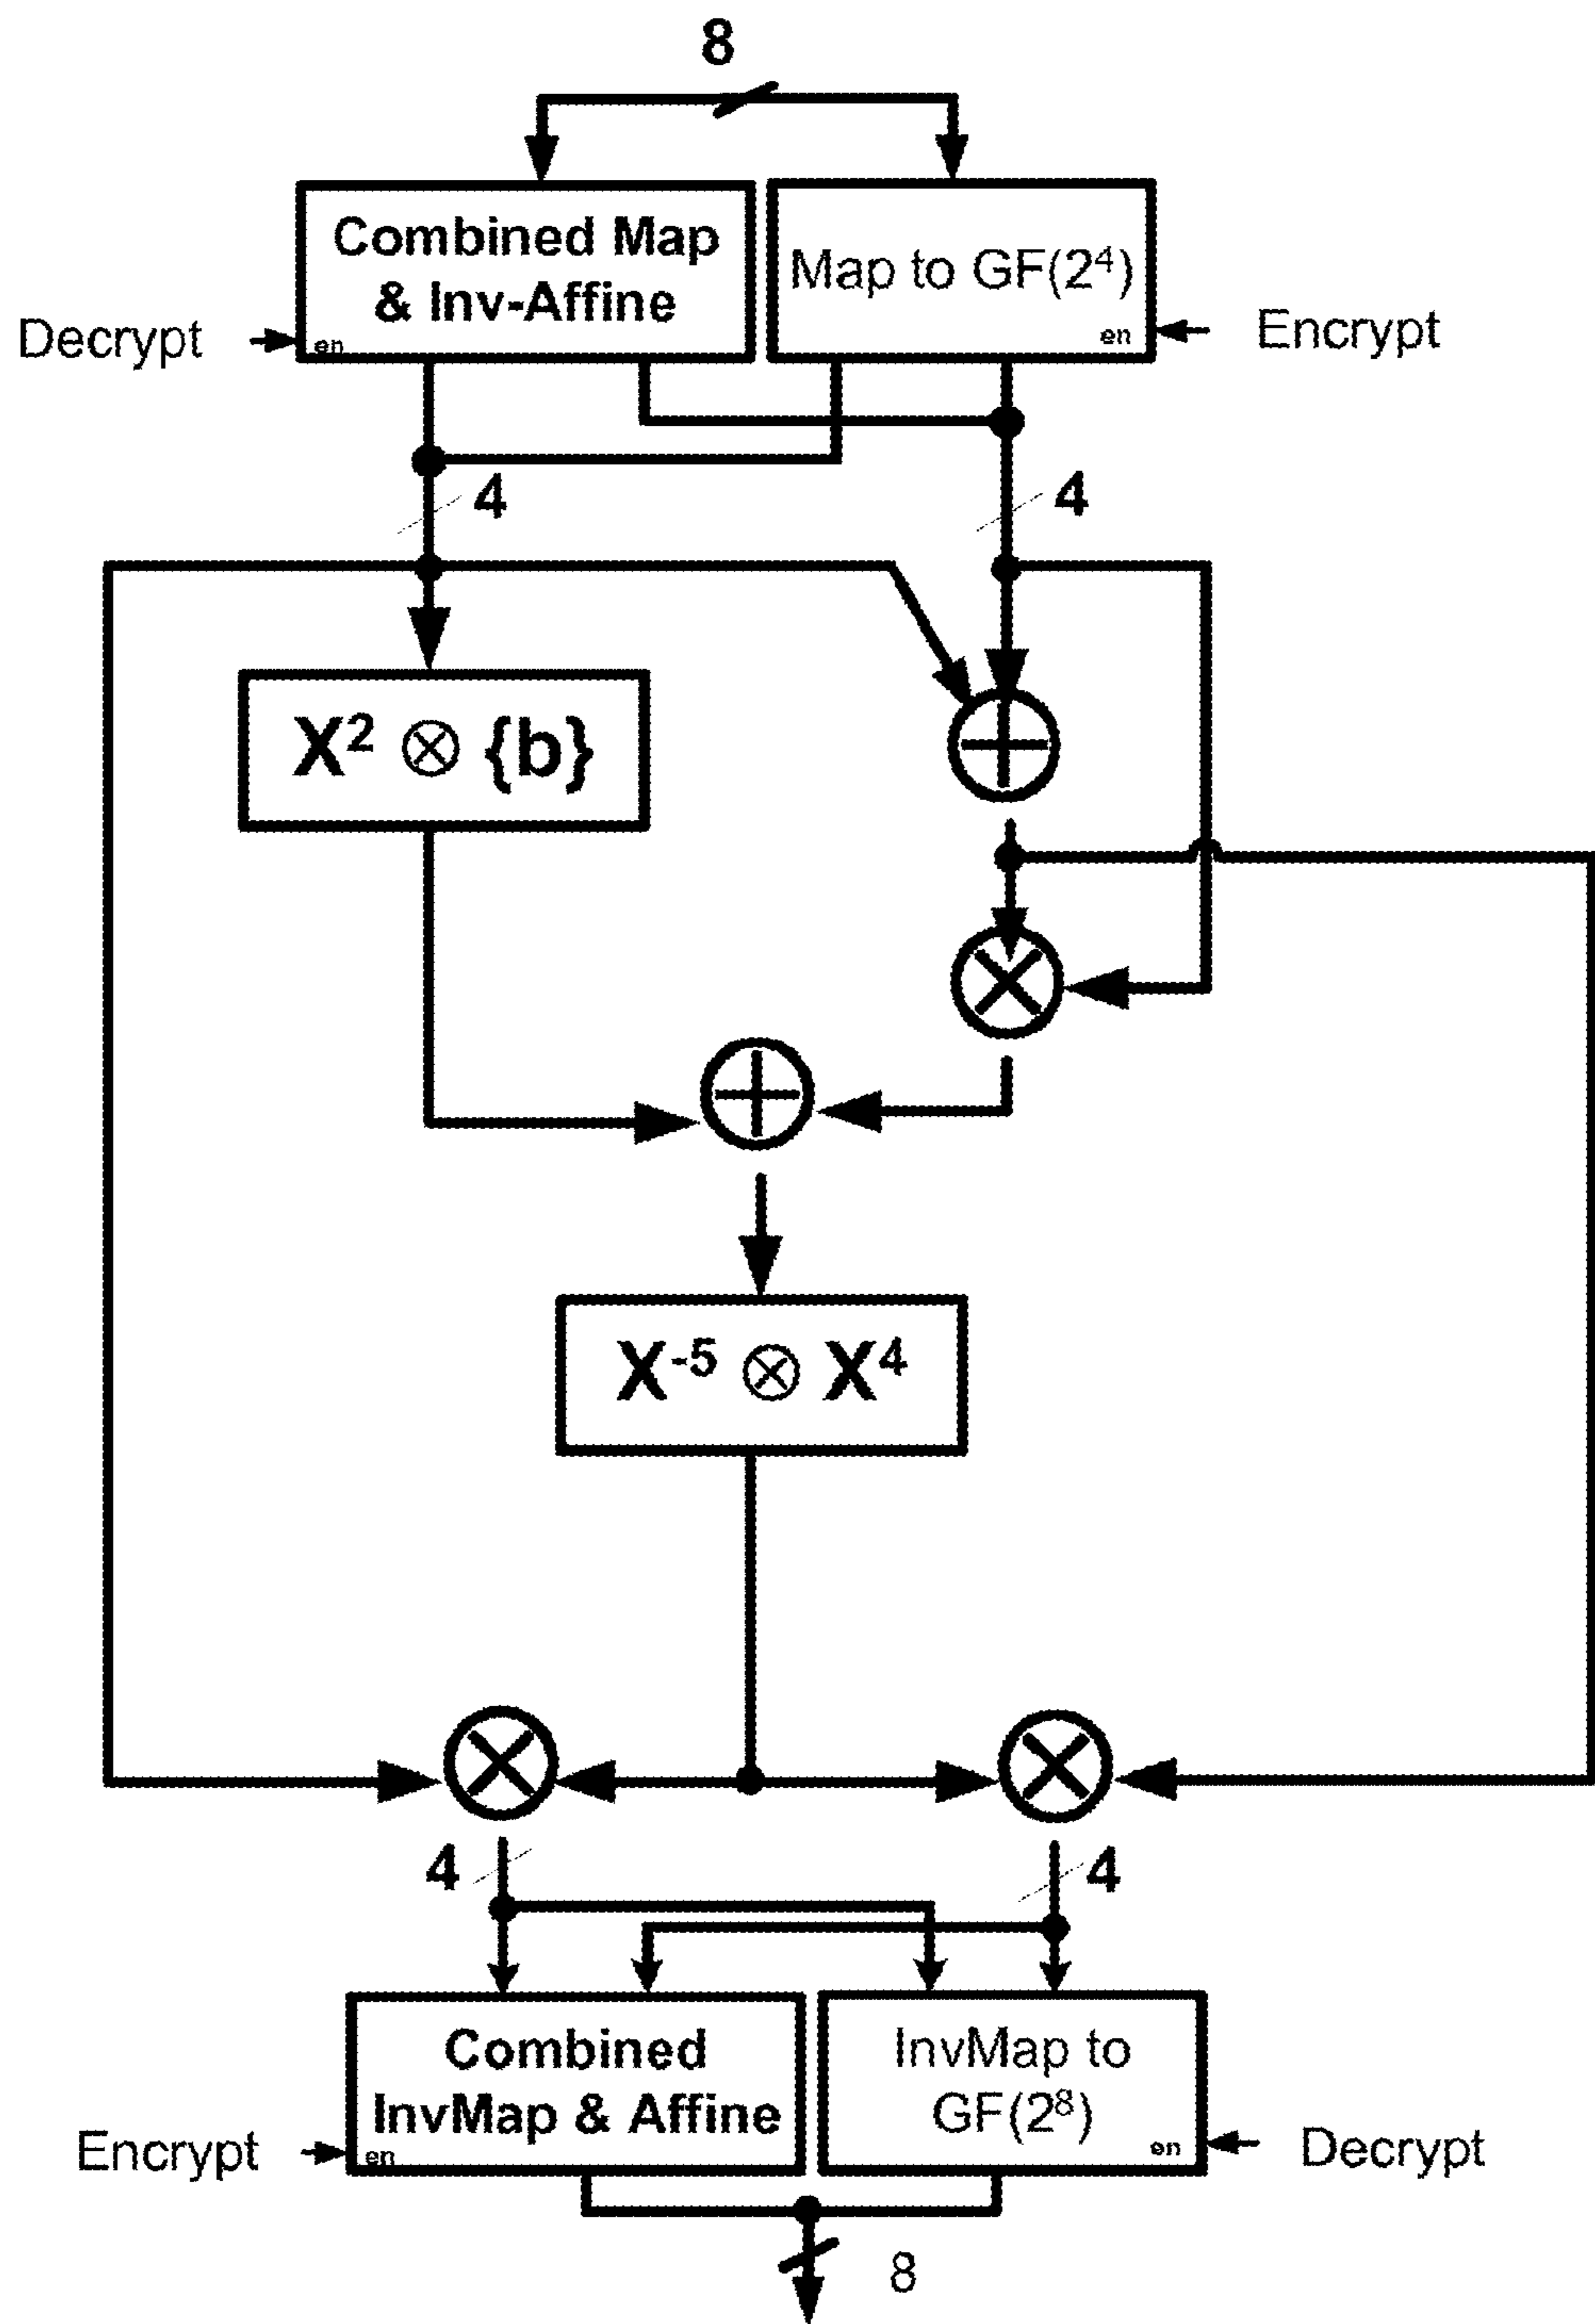 8
Combined Map
& Inv-Affine
Map to GF(2⁴)
Decrypt
en
en
Encrypt
4
4
X² ⊗ {b}
X⁻⁵ ⊗ X⁴
4
4
Combined
InvMap & Affine
InvMap to
GF(2⁸)
Encrypt
en
en
Decrypt
8